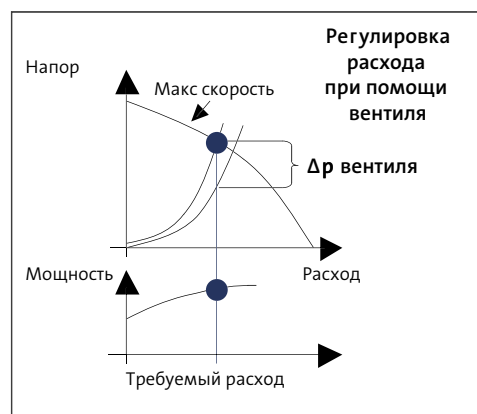 Регулировка
расхода
при помощи
вентиля
Напор
Макс скорость
Δp вентиля
Мощность
Расход
Требуемый расход